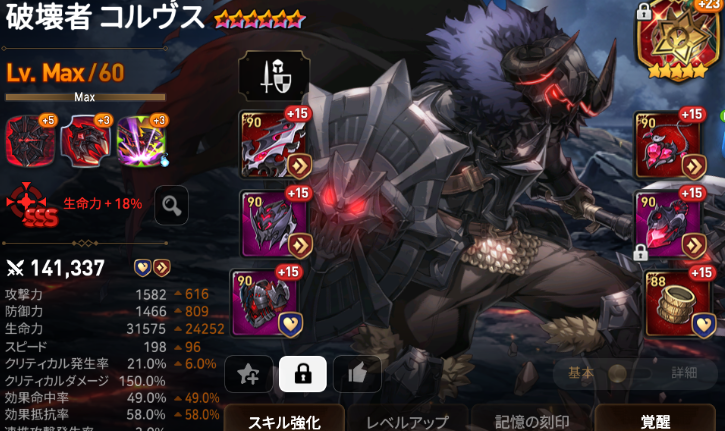 破壊者 コルヴス
+23
Lv. Max/60
Max
+5 +3 +3
SSS 生命力 + 18%
141,337
攻撃力 1582 616
防御力 1466 809
生命力 31575 24252
スピード 198 96
クリティカル発生率 21.0% 6.0%
クリティカルダメージ 150.0%
効果命中率 49.0% 49.0%
効果抵抗率 58.0% 58.0%
90 +15
90 +15
90 +15
90 +15
90 +15
88 +15
基本 詳細
スキル強化 レベルアップ 記憶の刻印 覚醒